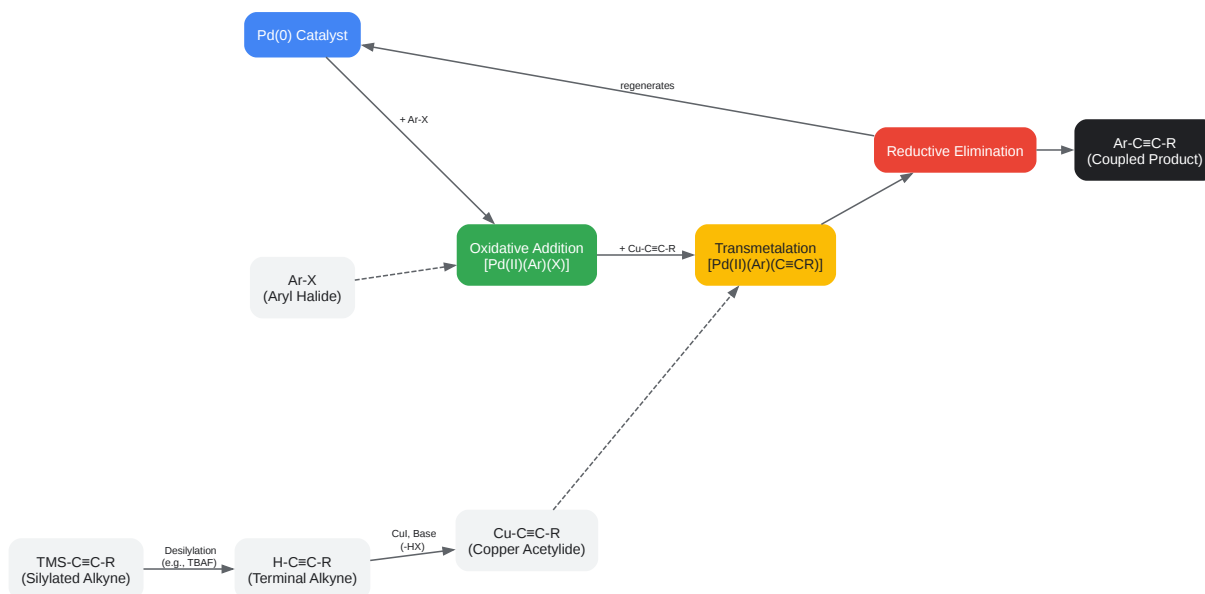 Pd(0) Catalyst
regenerates
+ Ar-X
Reductive Elimination
Ar-C≡C-R
(Coupled Product)
Oxidative Addition
[Pd(II)(Ar)(X)]
+ Cu-C≡C-R
Transmetalation
[Pd(II)(Ar)(C≡CR)]
Ar-X
(Aryl Halide)
TMS-C≡C-R
(Silylated Alkyne)
Desilylation
(e.g., TBAF)
H-C≡C-R
(Terminal Alkyne)
CuI, Base
(-HX)
Cu-C≡C-R
(Copper Acetylide)